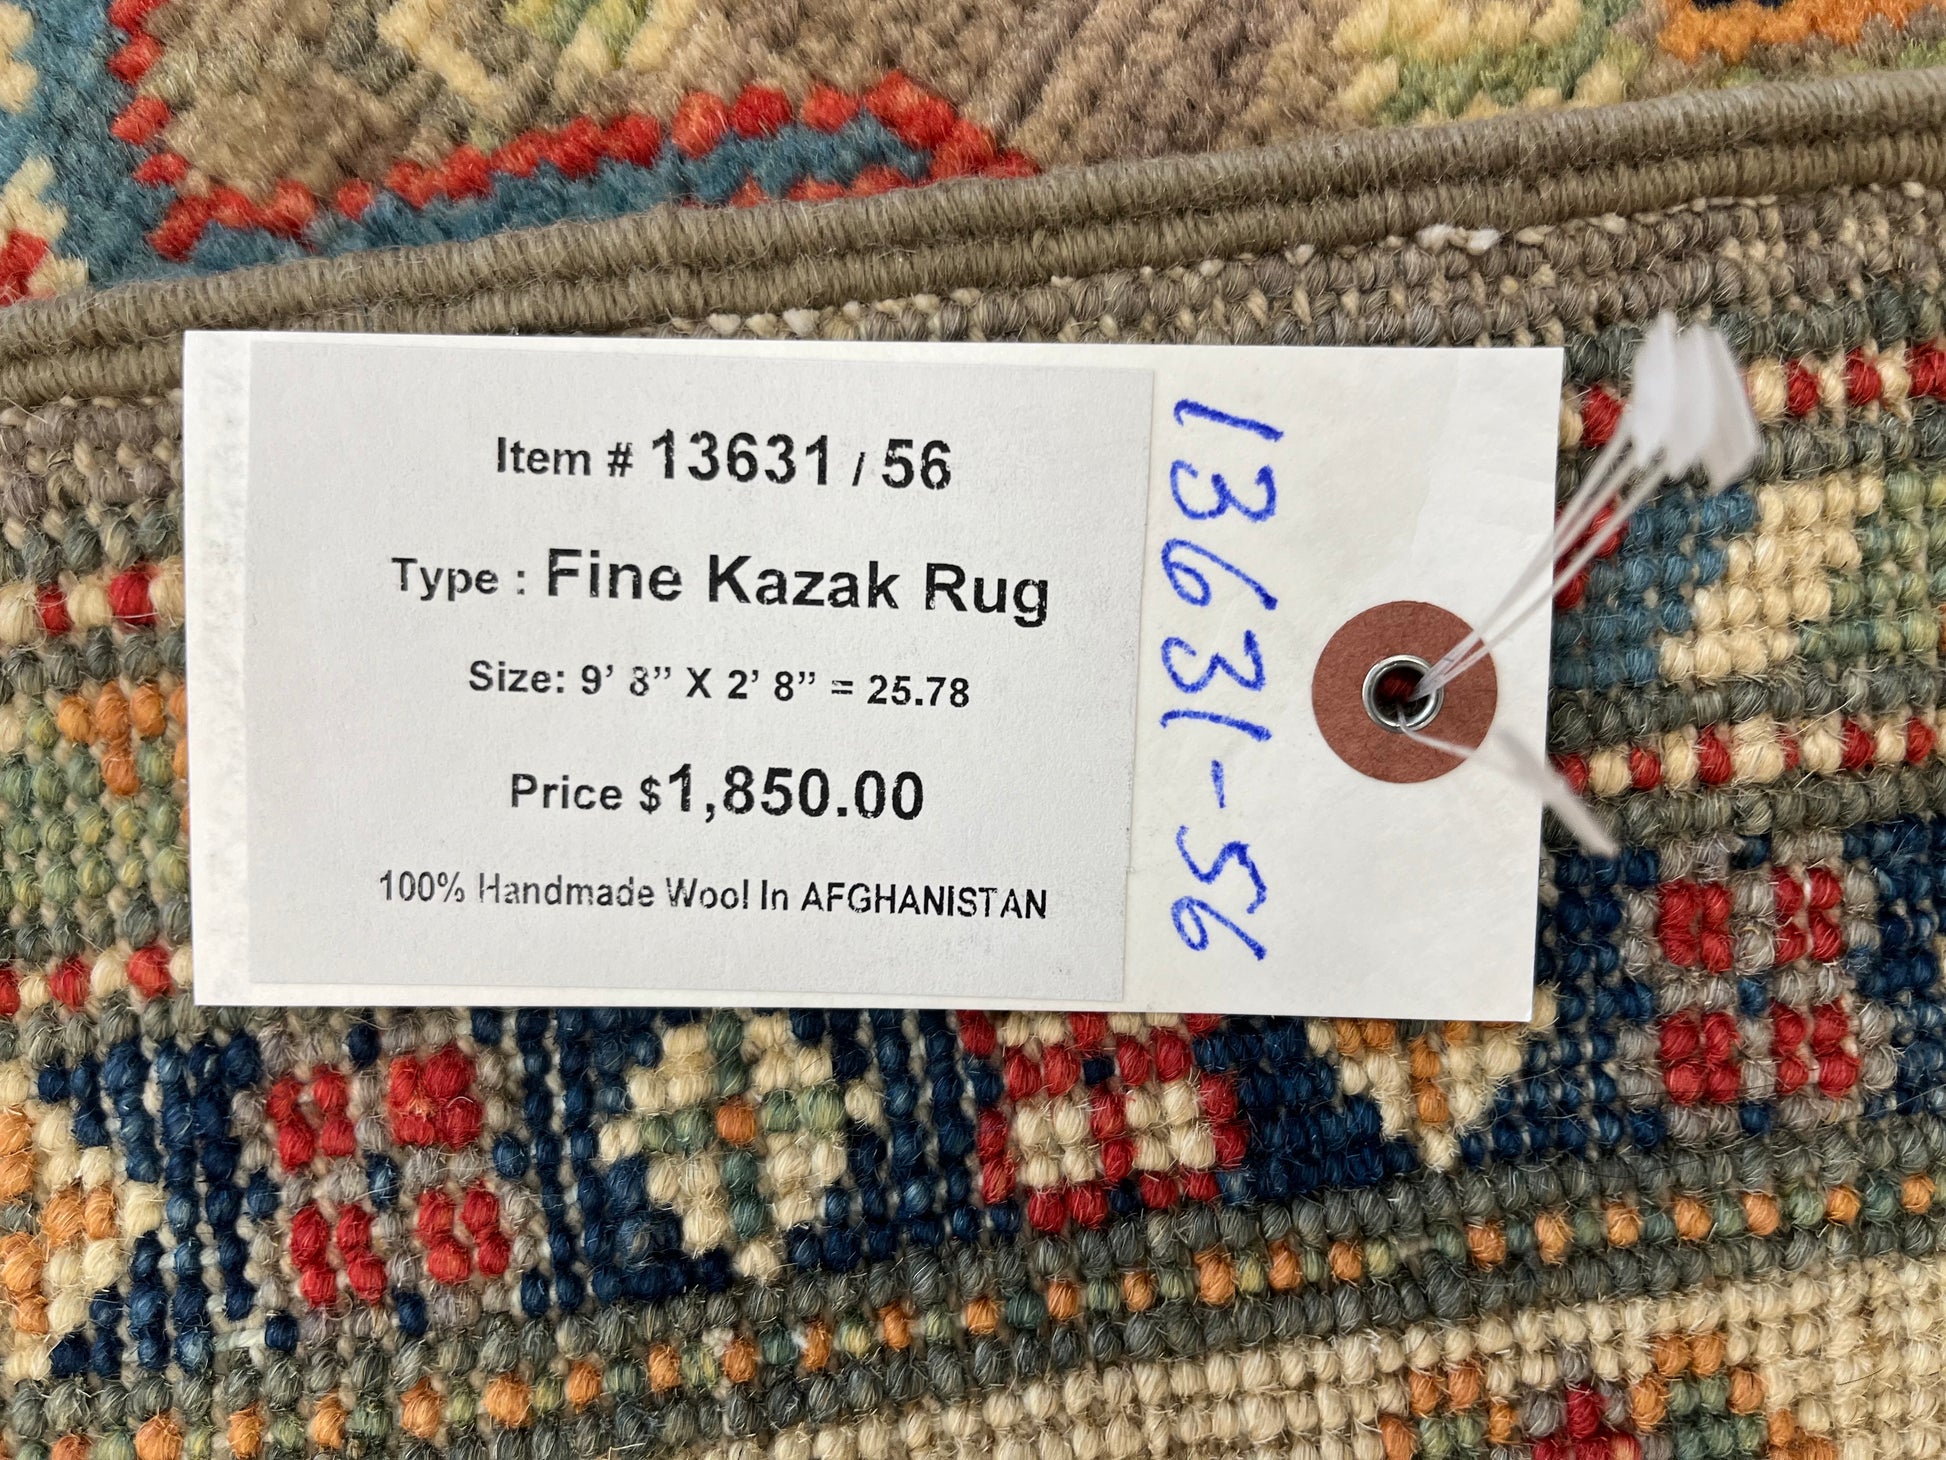 Item # 13631 / 56
Type : Fine Kazak Rug
Size: 9’ 8” X 2’ 8” = 25.78
Price $1,850.00
100% Handmade Wool In AFGHANISTAN
13631-56